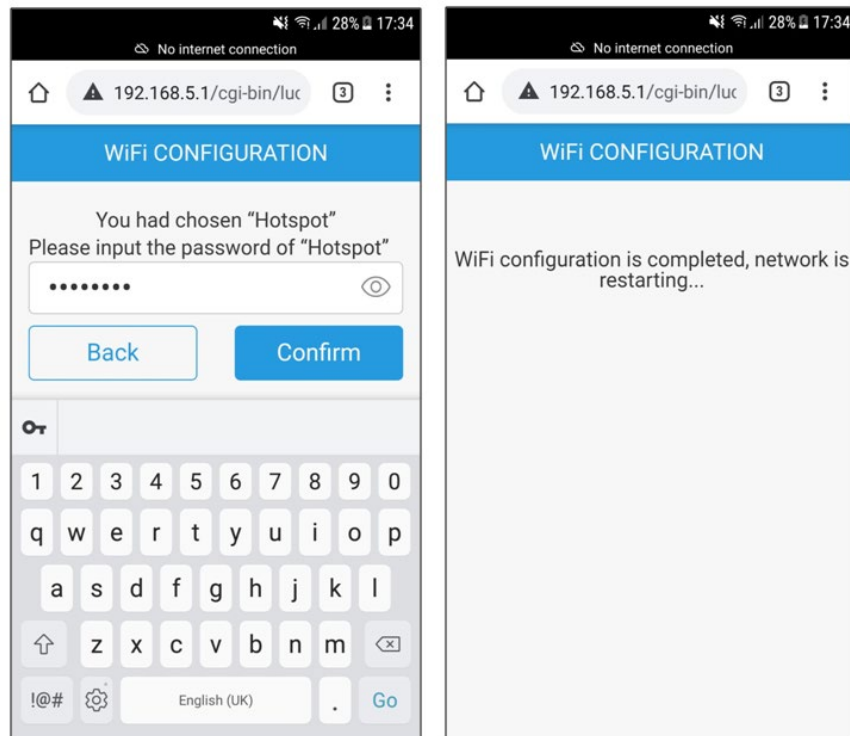 28% 17:34
No internet connection
192.168.5.1/cgi-bin/luc 3
WiFi CONFIGURATION
You had chosen “Hotspot”
Please input the password of “Hotspot”
••••••••
Back Confirm
1 2 3 4 5 6 7 8 9 0
q w e r t y u i o p
a s d f g h j k l
z x c v b n m
!@# English (UK) . Go
28% 17:34
No internet connection
192.168.5.1/cgi-bin/luc 3
WiFi CONFIGURATION
WiFi configuration is completed, network is
restarting...